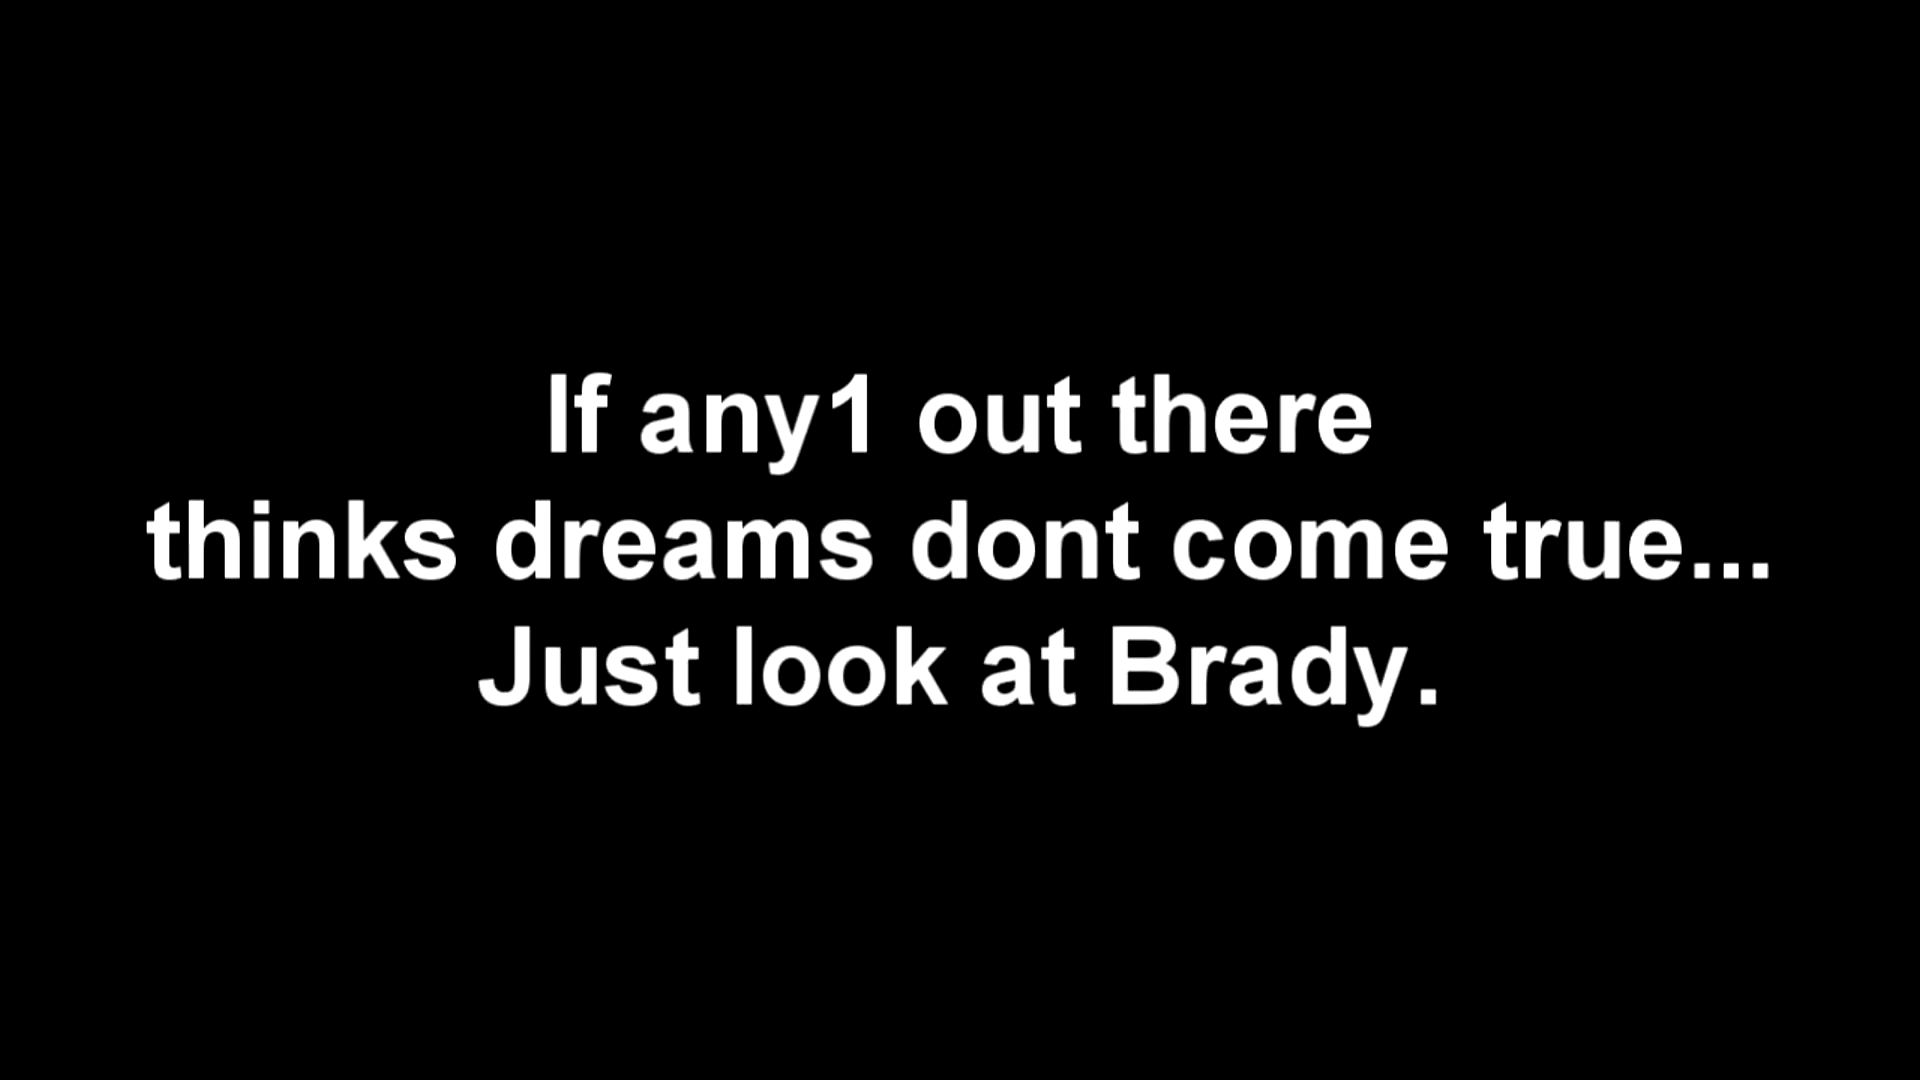 If any1 out there
thinks dreams dont come true...
Just look at Brady.